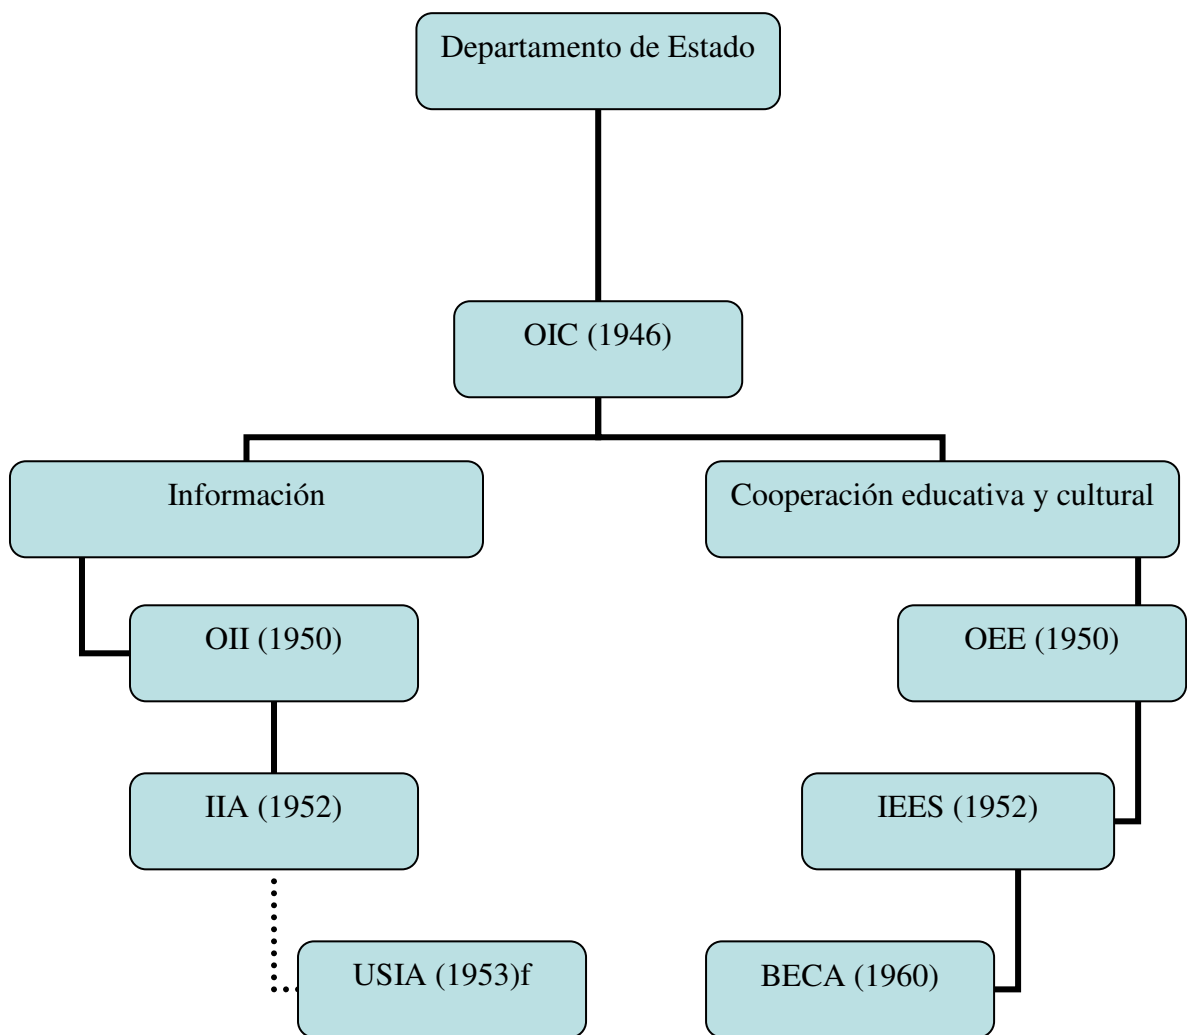 Departamento de Estado
OIC (1946)
Información
Cooperación educativa y cultural
OII (1950)
OEE (1950)
IIA (1952)
IEES (1952)
USIA (1953)f
BECA (1960)